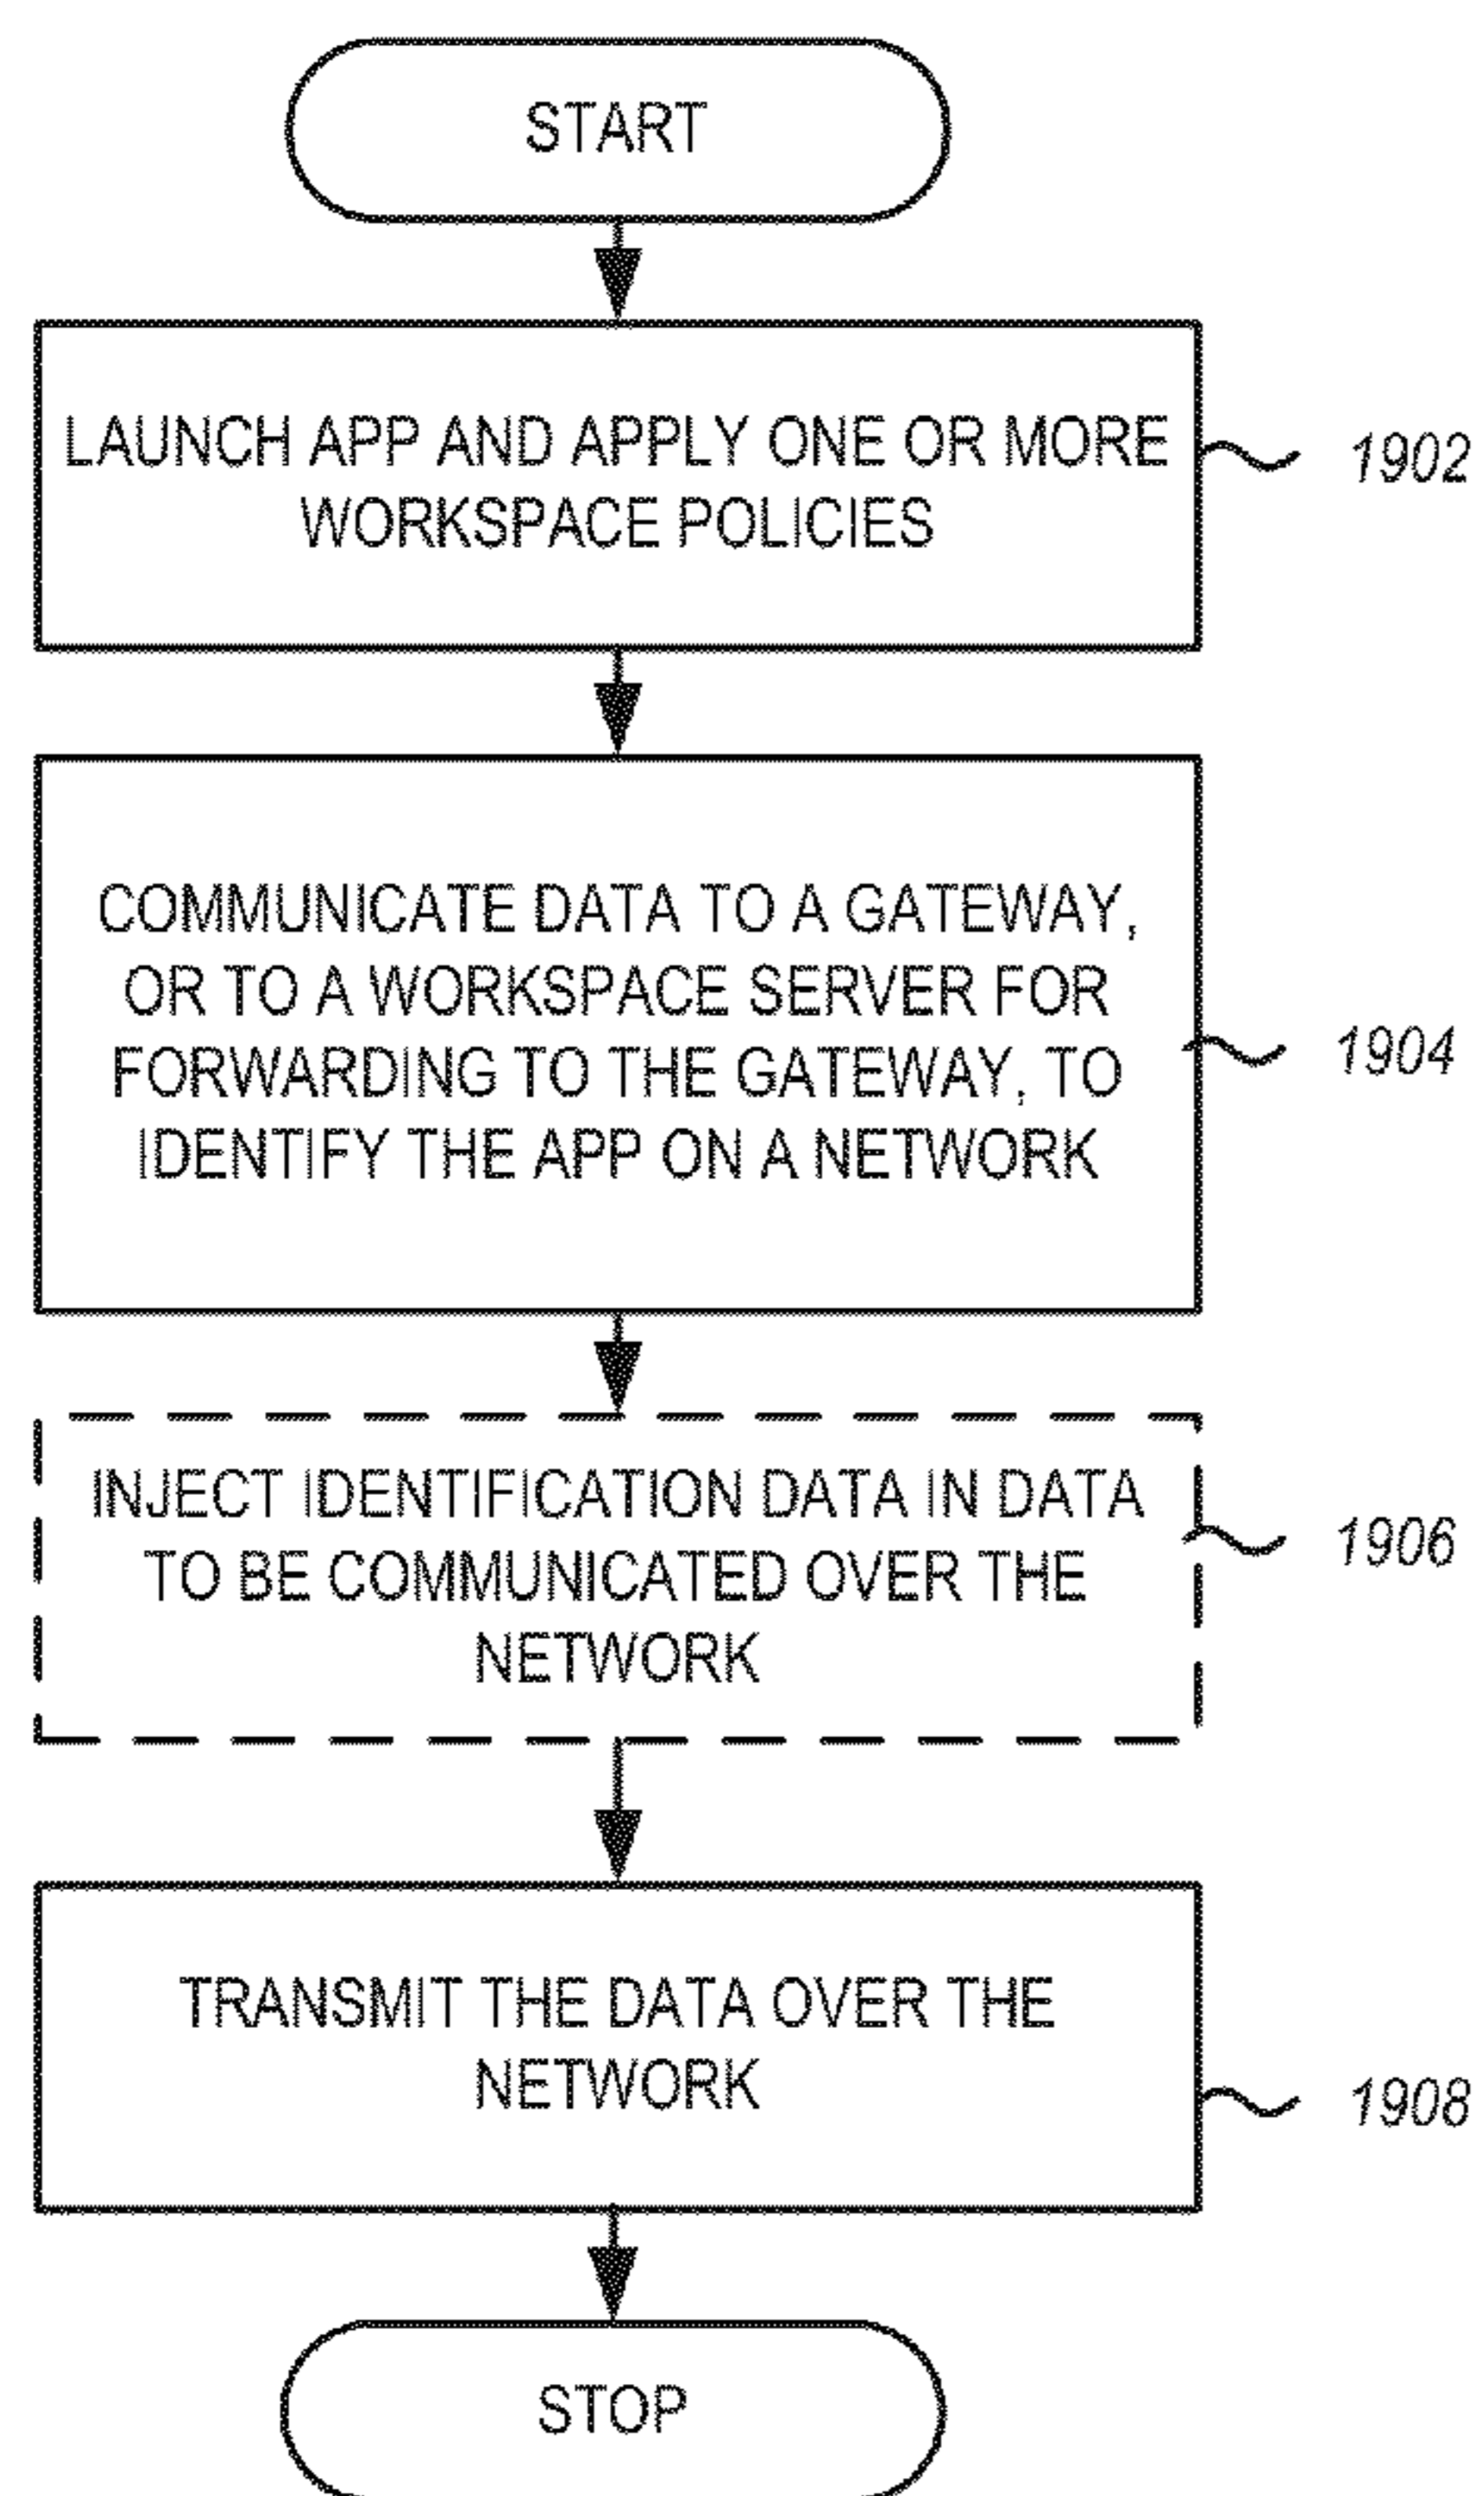 START
LAUNCH APP AND APPLY ONE OR MORE
WORKSPACE POLICIES
1902
COMMUNICATE DATA TO A GATEWAY,
OR TO A WORKSPACE SERVER FOR
FORWARDING TO THE GATEWAY, TO
IDENTIFY THE APP ON A NETWORK
1904
INJECT IDENTIFICATION DATA IN DATA
TO BE COMMUNICATED OVER THE
NETWORK
1906
TRANSMIT THE DATA OVER THE
NETWORK
1908
STOP